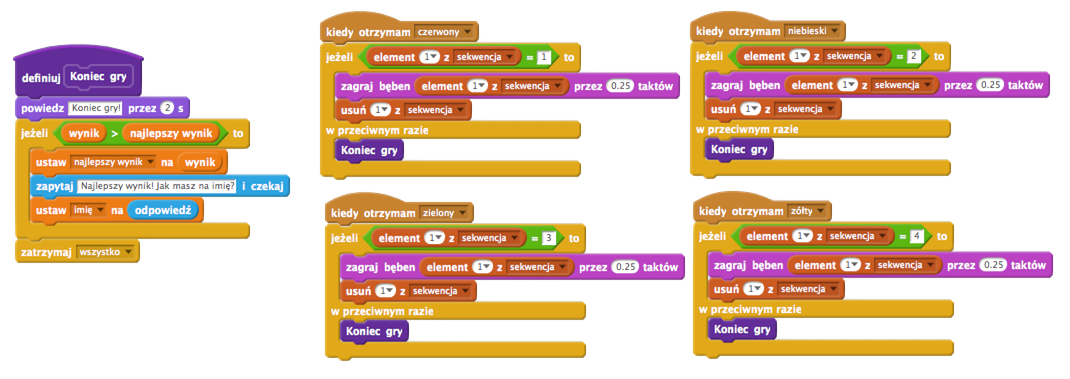 definiuj Koniec gry
powiedz Koniec gry! przez 2 s
jeżeli wynik > najlepszy wynik to
ustaw najlepszy wynik na wynik
zapytaj Najlepszy wynik! Jak masz na imię? i czekaj
ustaw imię na odpowiedź
zatrzymaj wszystko
kiedy otrzymam czerwony
jeżeli element 1 z sekwencja = 1 to
zagraj bęben element 1 z sekwencja przez 0.25 taktów
usuń 1 z sekwencja
w przeciwnym razie
Koniec gry
kiedy otrzymam niebieski
jeżeli element 1 z sekwencja = 2 to
zagraj bęben element 1 z sekwencja przez 0.25 taktów
usuń 1 z sekwencja
w przeciwnym razie
Koniec gry
kiedy otrzymam zielony
jeżeli element 1 z sekwencja = 3 to
zagraj bęben element 1 z sekwencja przez 0.25 taktów
usuń 1 z sekwencja
w przeciwnym razie
Koniec gry
kiedy otrzymam żółty
jeżeli element 1 z sekwencja = 4 to
zagraj bęben element 1 z sekwencja przez 0.25 taktów
usuń 1 z sekwencja
w przeciwnym razie
Koniec gry